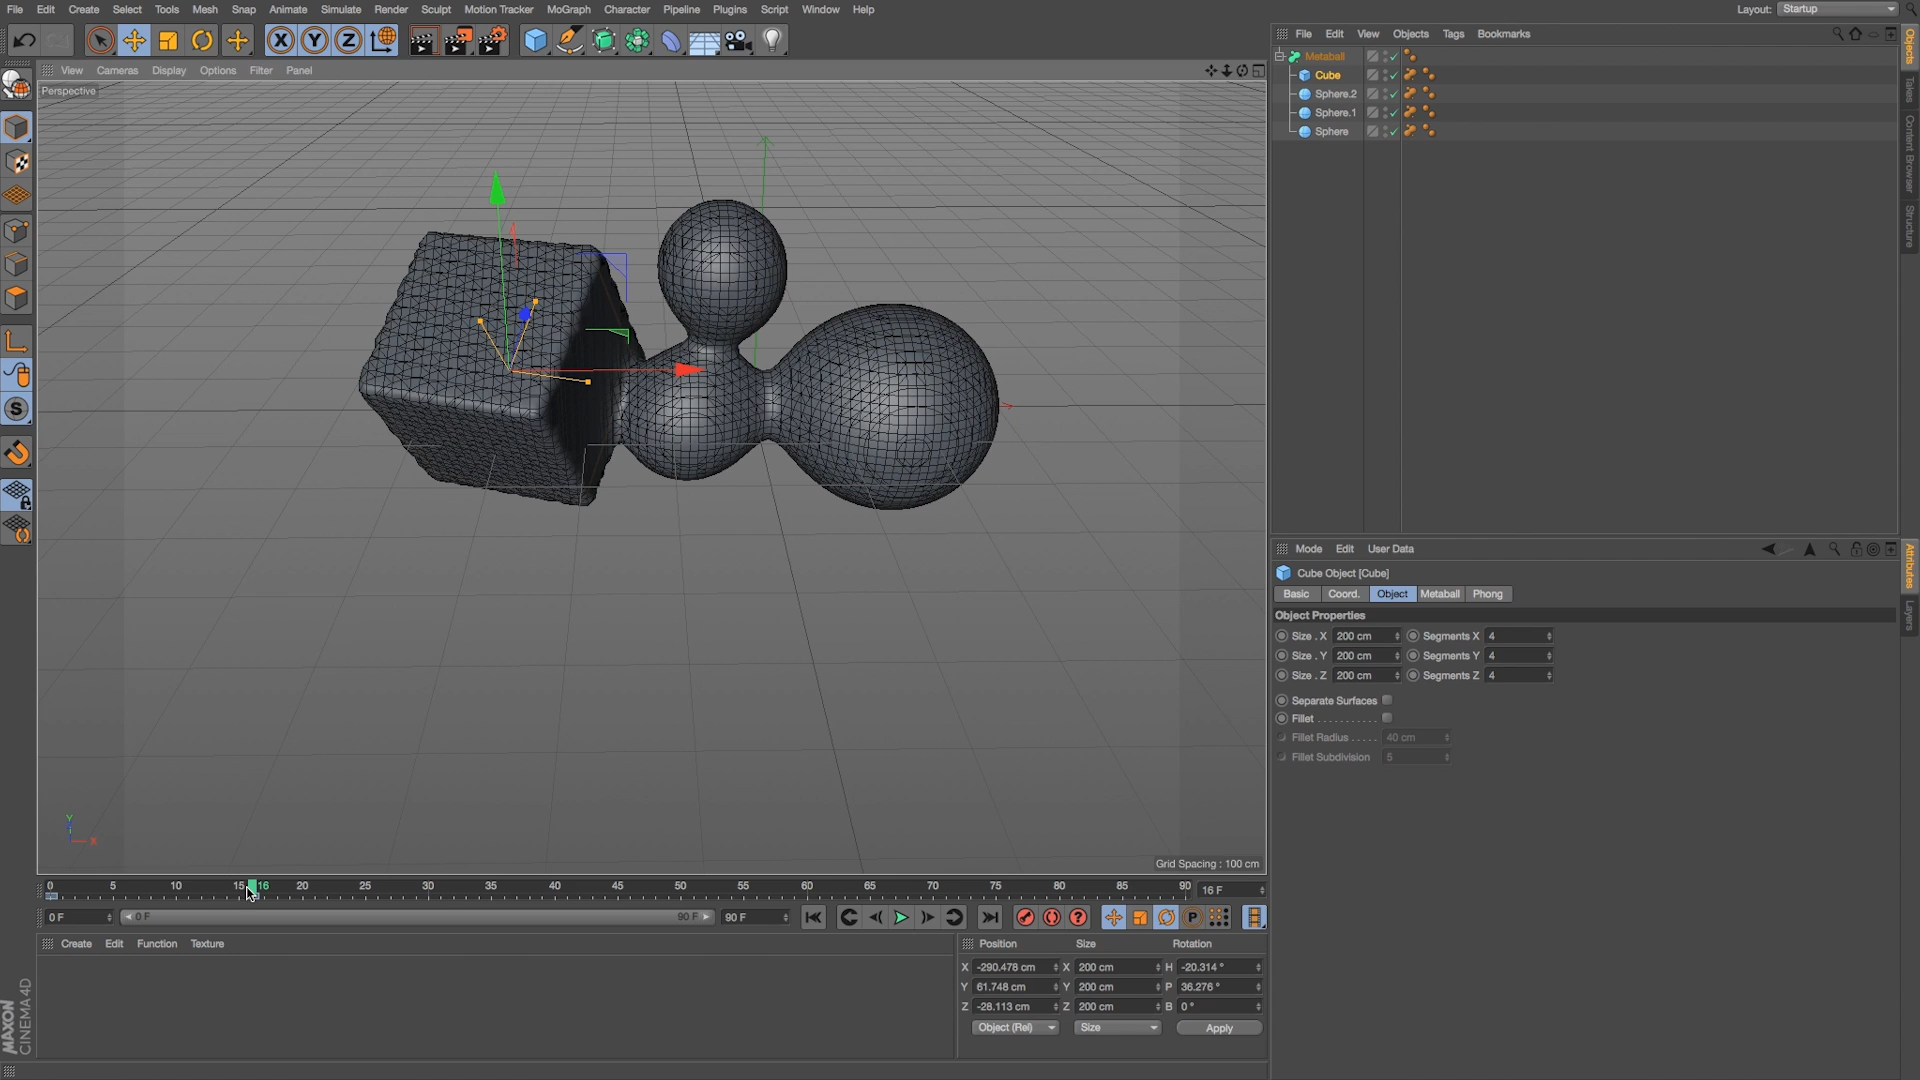 File Edit Create Select Tools Mesh Snap Animate Simulate Render Sculpt Motion Tracker MoGraph Character Pipeline Plugins Script Window Help
Layout: Startup
File Edit View Objects Tags Bookmarks
View Cameras Display Options Filter Panel
Perspective
Metaball
Cube
Sphere.2
Sphere.1
Sphere
Objects
Takes
Content Browser
Structure
Mode Edit User Data
Cube Object [Cube]
Basic Coord. Object Metaball Phong
Object Properties
Size . X 200 cm Segments X 4
Size . Y 200 cm Segments Y 4
Size . Z 200 cm Segments Z 4
Separate Surfaces
Fillet . . . . . . . . . . .
Fillet Radius . . . . . 40 cm
Fillet Subdivision 5
Attributes
Layers
Y
X
Grid Spacing : 100 cm
0 5 10 15 16 20 25 30 35 40 45 50 55 60 65 70 75 80 85 90 16 F
0 F 0 F 90 F 90 F
Create Edit Function Texture
Position Size Rotation
X -290.478 cm X 200 cm H -20.314 °
Y 61.748 cm Y 200 cm P 36.276 °
Z -28.113 cm Z 200 cm B 0 °
Object (Rel) Size Apply
MAXON
CINEMA 4D